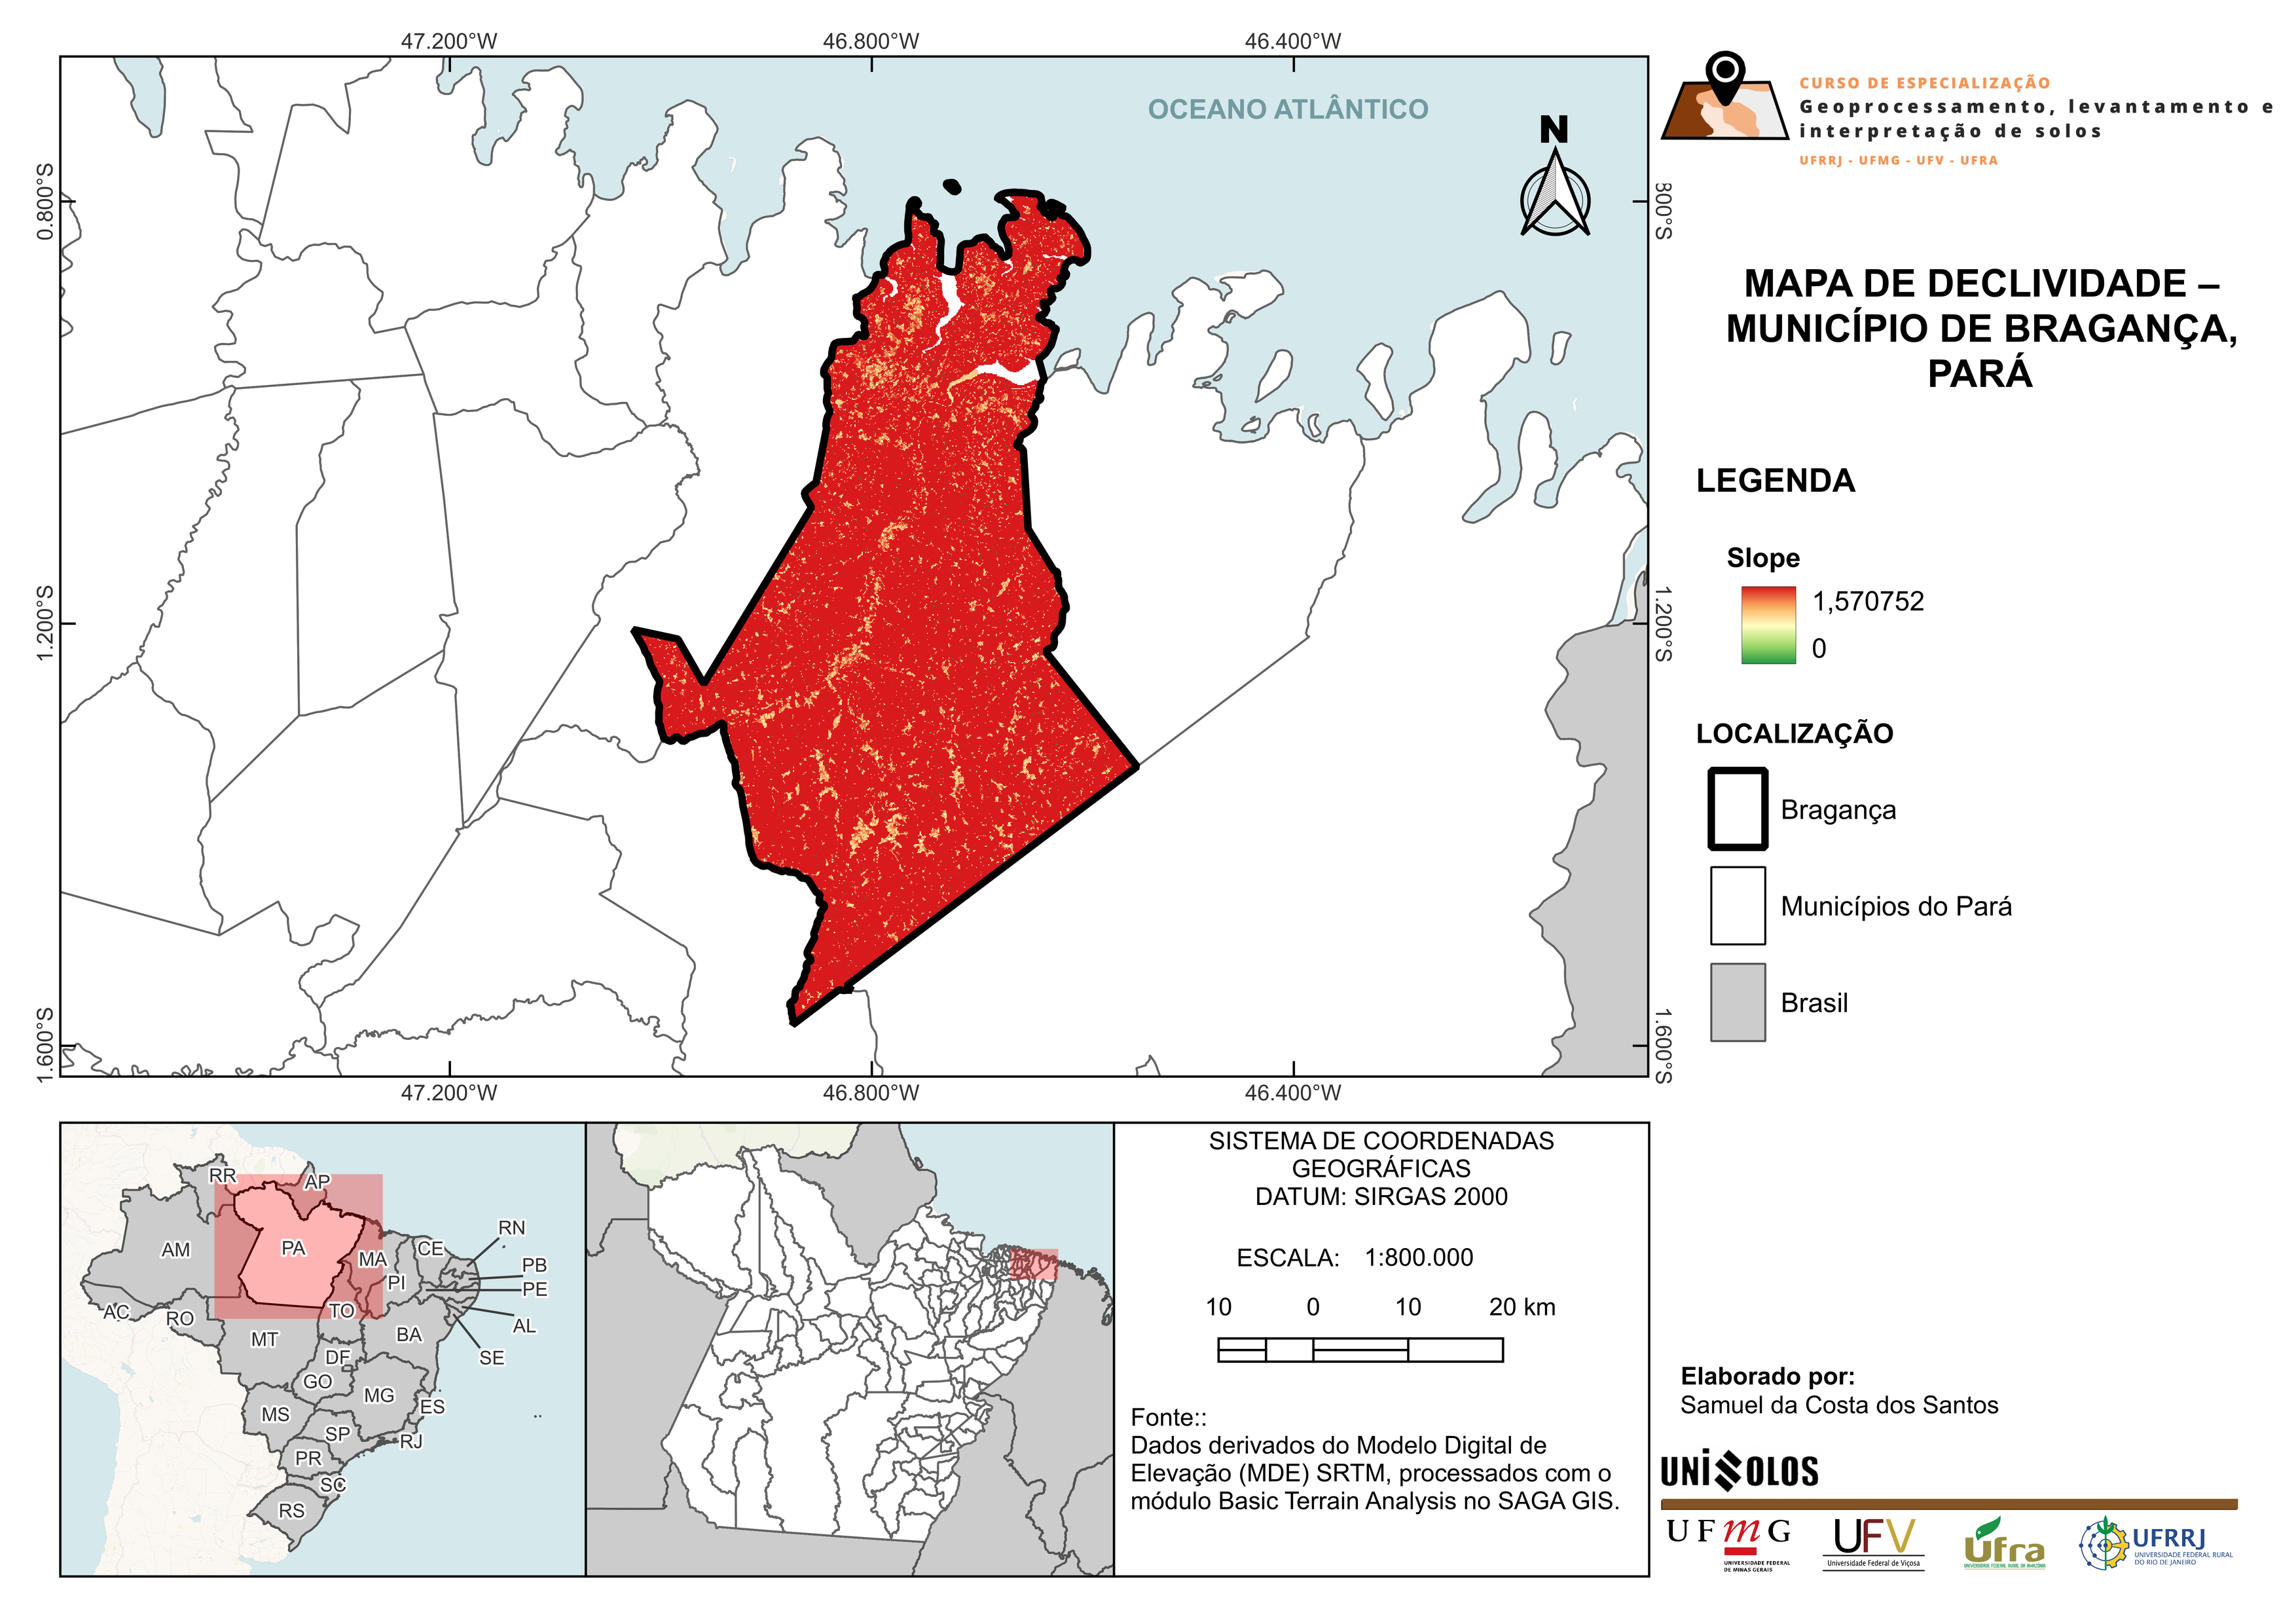 47.200°W
46.800°W
46.400°W
OCEANO ATLÂNTICO
N
0.800°S
800°S
1.200°S
1.200°S
1.600°S
1.600°S
47.200°W
46.800°W
46.400°W
CURSO DE ESPECIALIZAÇÃO
Geoprocessamento, levantamento e
interpretação de solos
UFRRJ - UFMG - UFV - UFRA
MAPA DE DECLIVIDADE –
MUNICÍPIO DE BRAGANÇA,
PARÁ
LEGENDA
Slope
1,570752
0
LOCALIZAÇÃO
Bragança
Municípios do Pará
Brasil
RR
AP
AM
PA
MA
CE
RN
PB
PI
PE
AC
RO
TO
AL
MT
BA
SE
DF
GO
MG
ES
MS
SP
RJ
PR
SC
RS
SISTEMA DE COORDENADAS
GEOGRÁFICAS
DATUM: SIRGAS 2000
ESCALA: 1:800.000
10 0 10 20 km
Fonte::
Dados derivados do Modelo Digital de
Elevação (MDE) SRTM, processados com o
módulo Basic Terrain Analysis no SAGA GIS.
Elaborado por:
Samuel da Costa dos Santos
UNISOLOS
UFmG
UNIVERSIDADE FEDERAL
DE MINAS GERAIS
UFV
Universidade Federal de Viçosa
Ufra
UNIVERSIDADE FEDERAL RURAL DA AMAZÔNIA
UFRRJ
UNIVERSIDADE FEDERAL RURAL
DO RIO DE JANEIRO